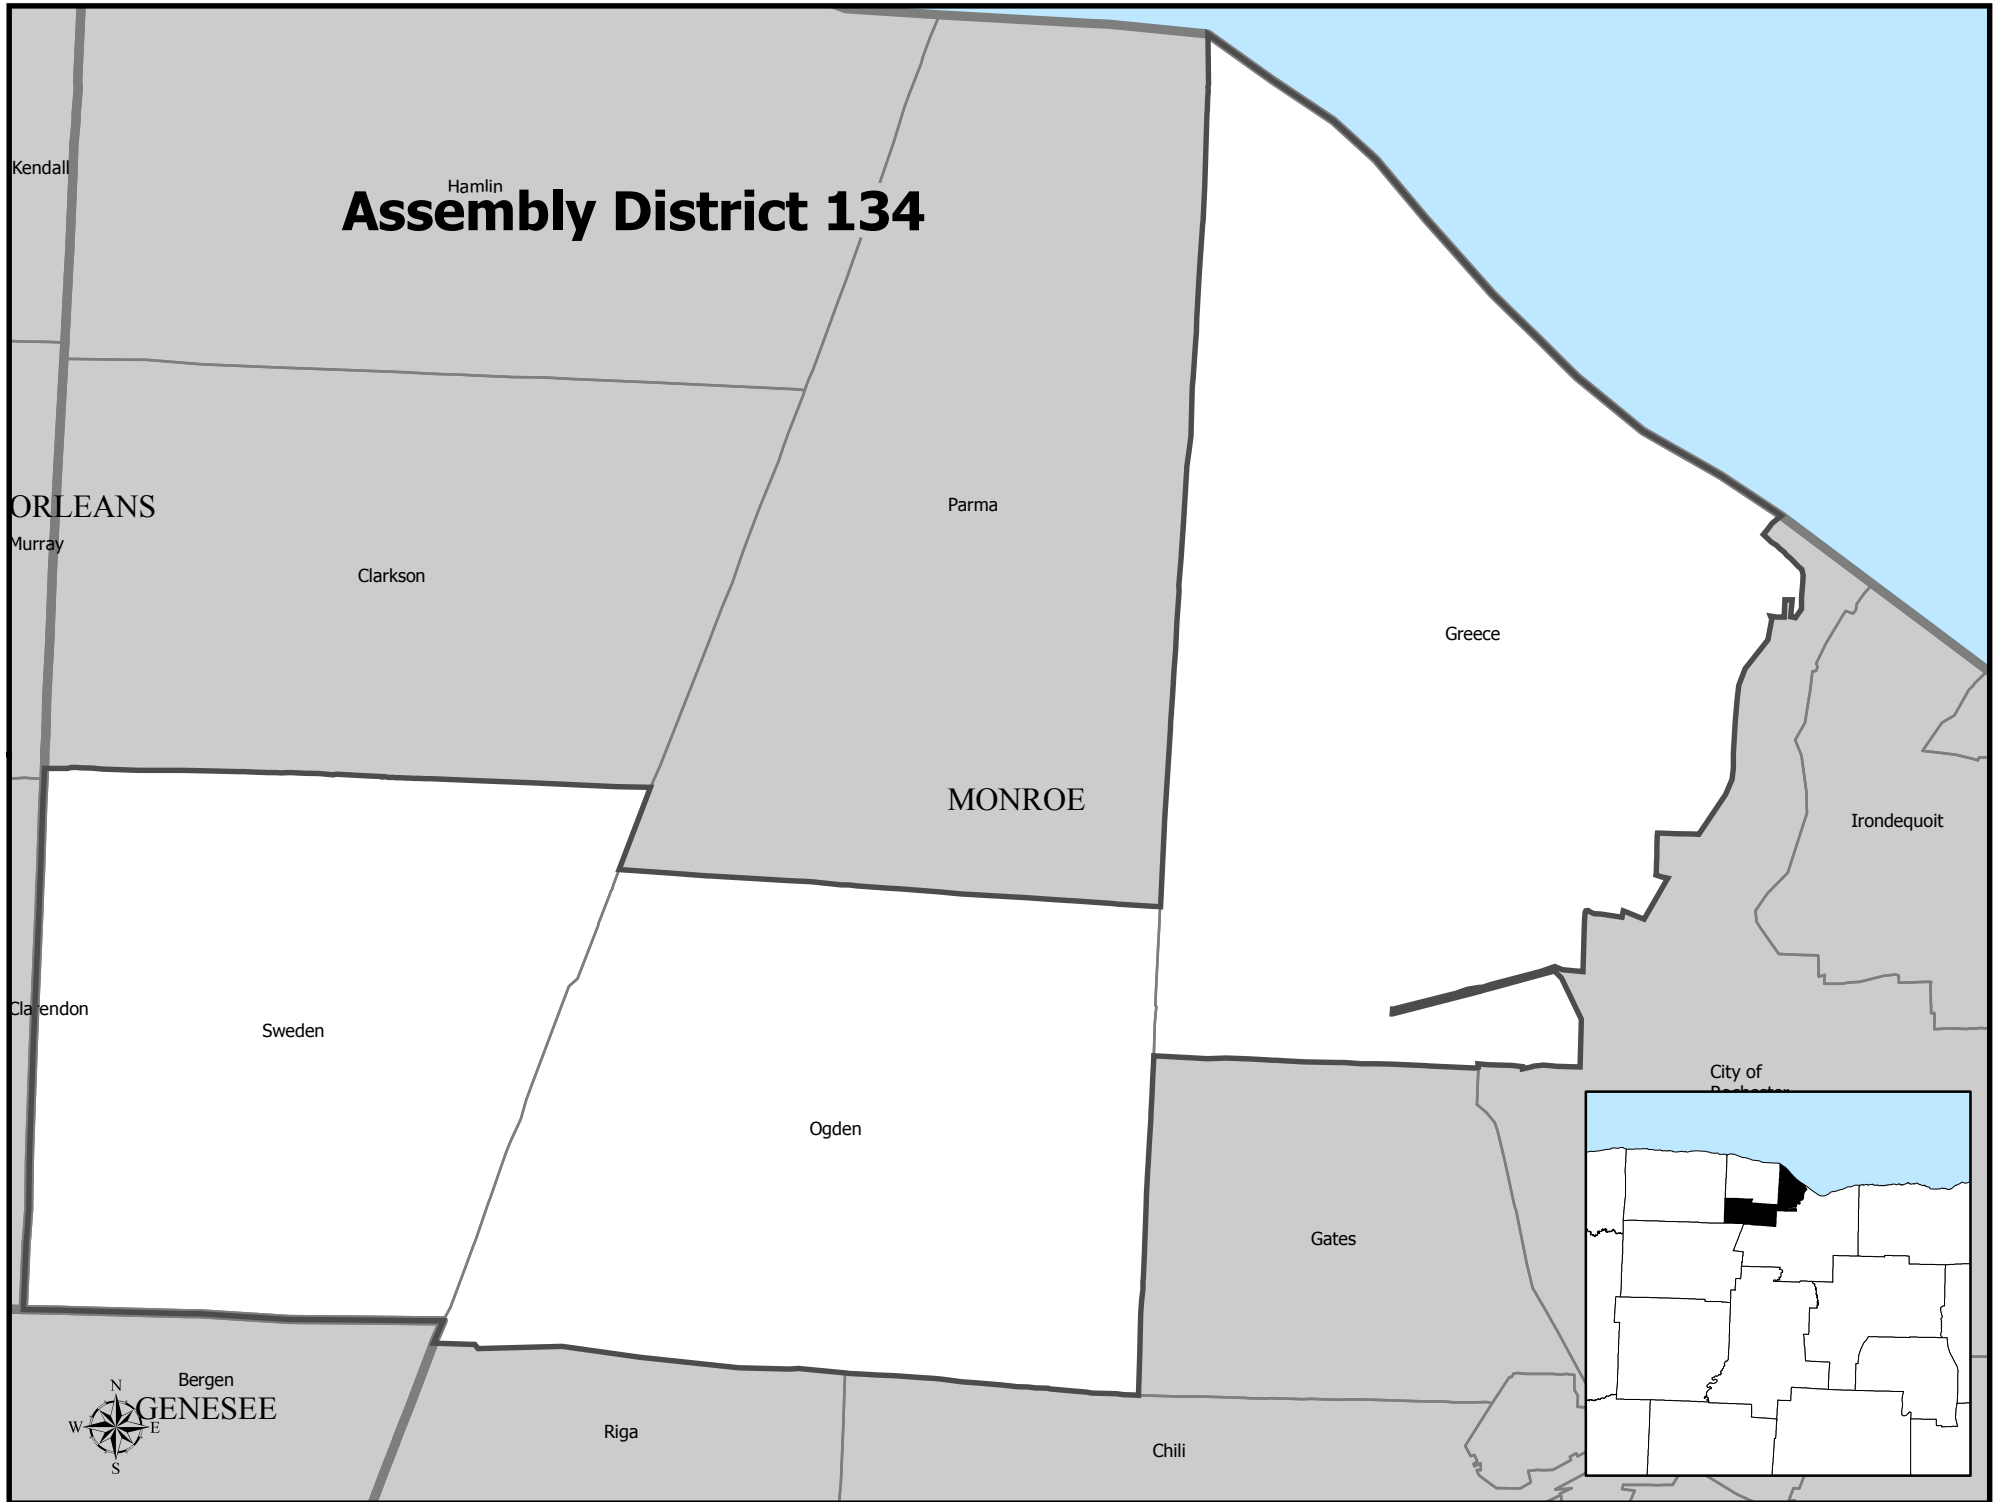 Kendall
Hamlin
Assembly District 134
ORLEANS
Murray
Parma
Clarkson
Greece
MONROE
Irondequoit
Clarendon
Sweden
City of
Ogden
Gates
Bergen
GENESEE
N
W
E
S
Riga
Chili